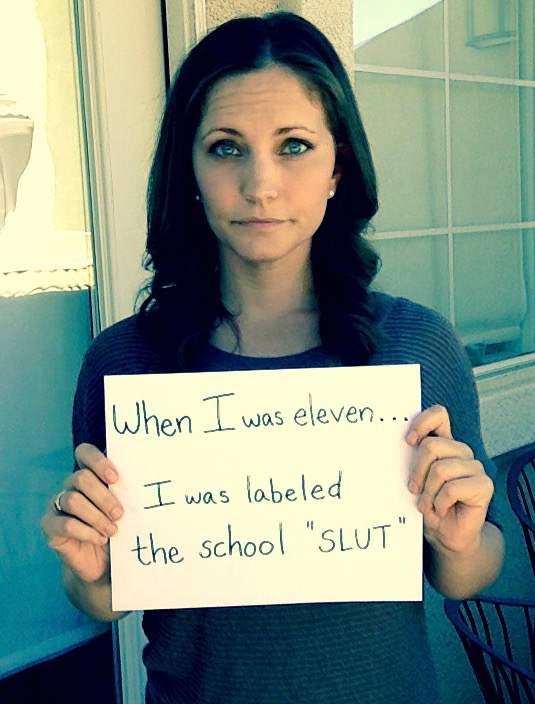 When I was eleven...
I was labeled
the school "SLUT"